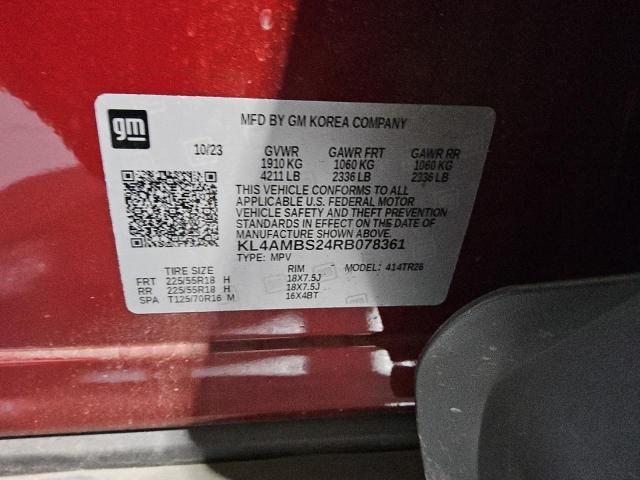 gm
MFD BY GM KOREA COMPANY
10/23 GVWR GAWR FRT GAWR RR
1910 KG 1060 KG 1060 KG
4211 LB 2336 LB 2336 LB
THIS VEHICLE CONFORMS TO ALL
APPLICABLE U.S. FEDERAL MOTOR
VEHICLE SAFETY AND THEFT PREVENTION
STANDARDS IN EFFECT ON THE DATE OF
MANUFACTURE SHOWN ABOVE.
KL4AMBS24RB078361
TYPE: MPV
TIRE SIZE RIM MODEL: 414TR26
FRT 225/55R18 H 18X7.5J
RR 225/55R18 H 18X7.5J
SPA T125/70R16 M 16X4BT